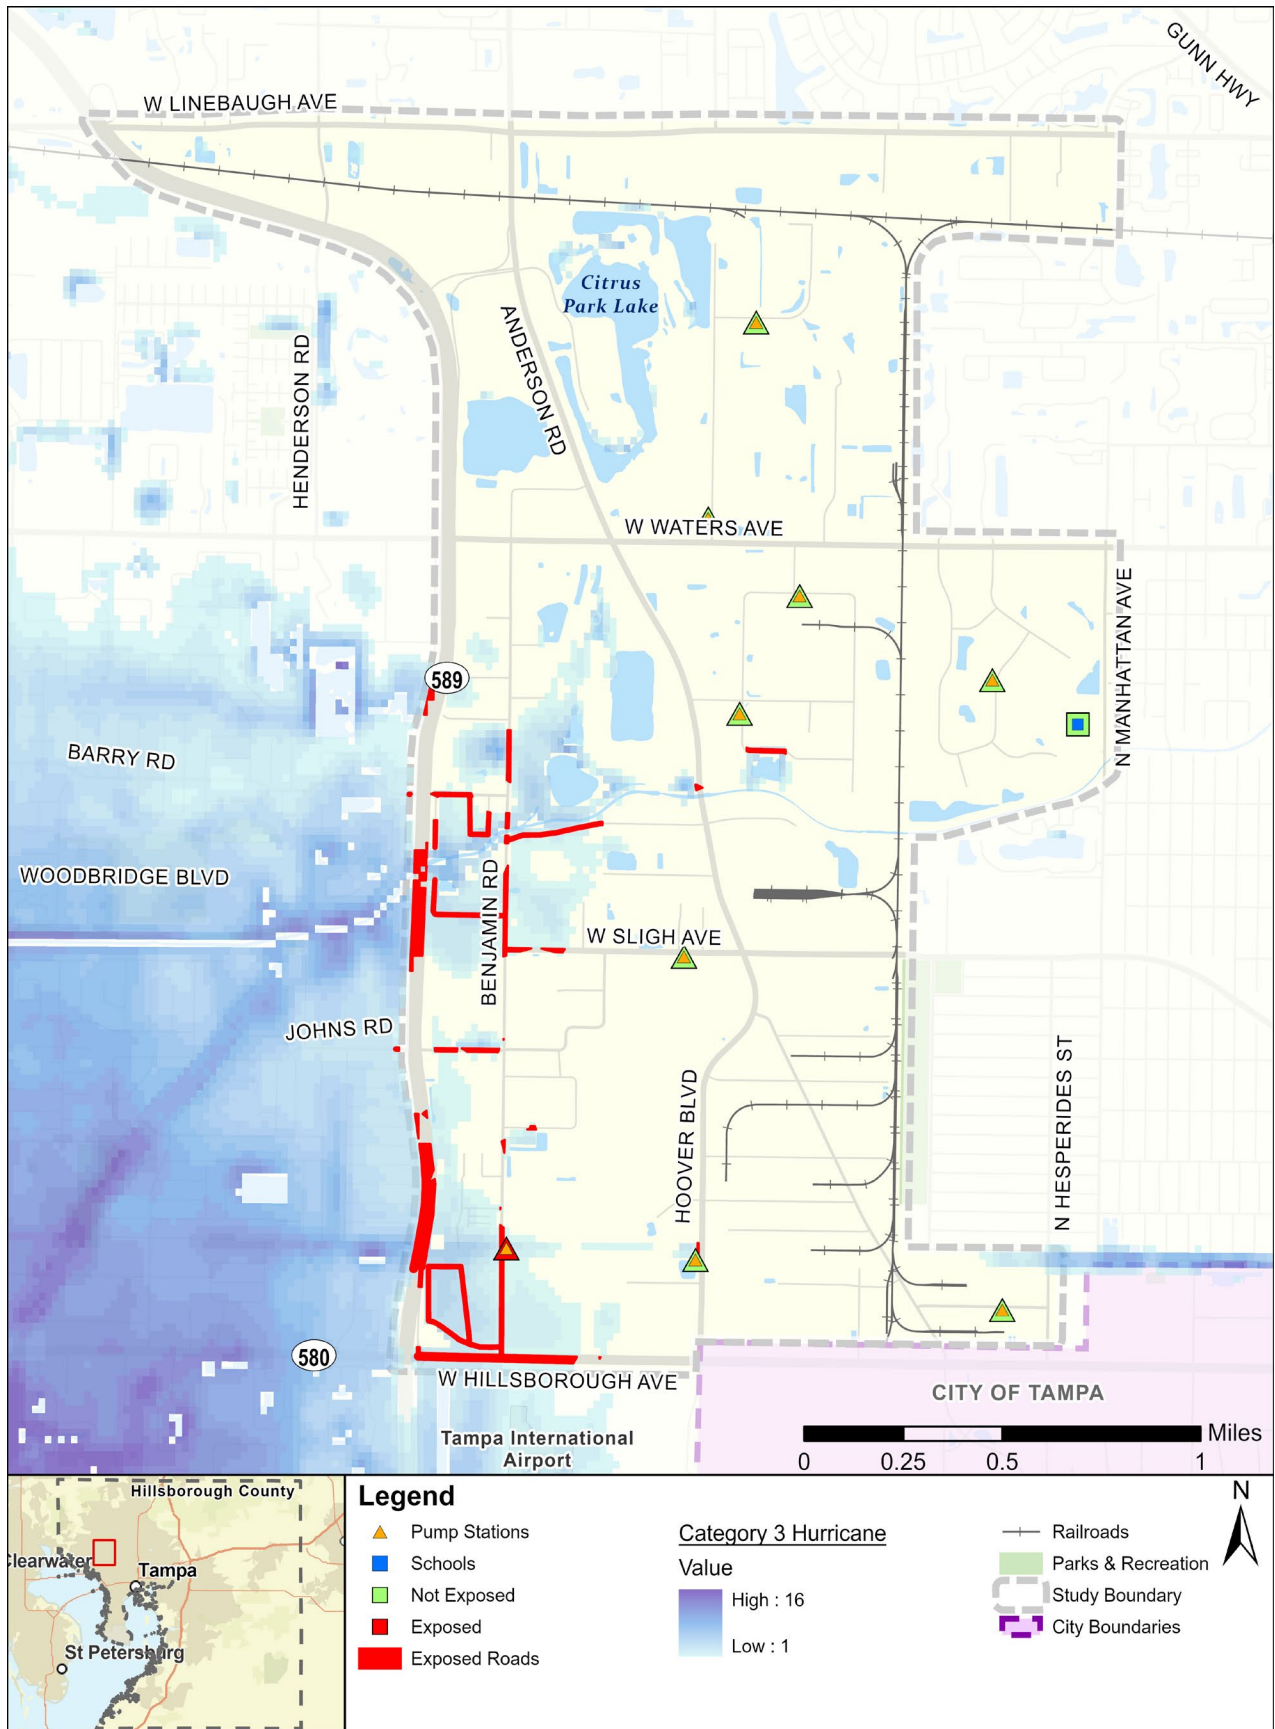 GUNN HWY
W LINEBAUGH AVE
Citrus
Park Lake
ANDERSON RD
HENDERSON RD
W WATERS AVE
N MANHATTAN AVE
589
BARRY RD
WOODBRIDGE BLVD
BENJAMIN RD
W SLIGH AVE
JOHNS RD
HOOVER BLVD
N HESPERIDES ST
580
W HILLSBOROUGH AVE
CITY OF TAMPA
Tampa International
Airport
Miles
0 0.25 0.5 1
Hillsborough County
Clearwater
Tampa
St Petersburg
Legend
Pump Stations
Schools
Not Exposed
Exposed
Exposed Roads
Category 3 Hurricane
Value
High : 16
Low : 1
Railroads
Parks & Recreation
Study Boundary
City Boundaries
N